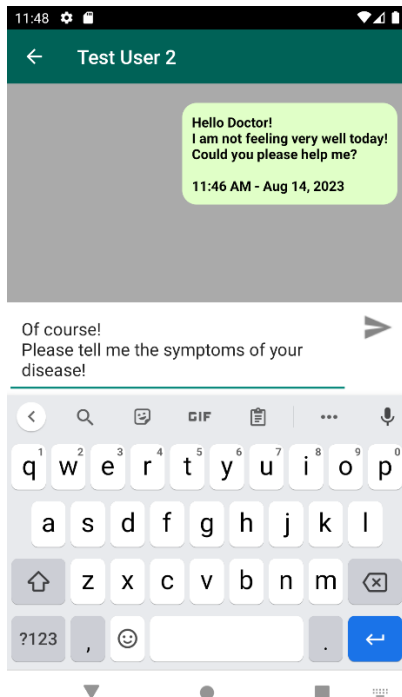 11:48
Test User 2
Hello Doctor!
I am not feeling very well today!
Could you please help me?
11:46 AM - Aug 14, 2023
Of course!
Please tell me the symptoms of your
disease!
GIF
1 2 3 4 5 6 7 8 9 0
q w e r t y u i o p
a s d f g h j k l
z x c v b n m
?123 , .